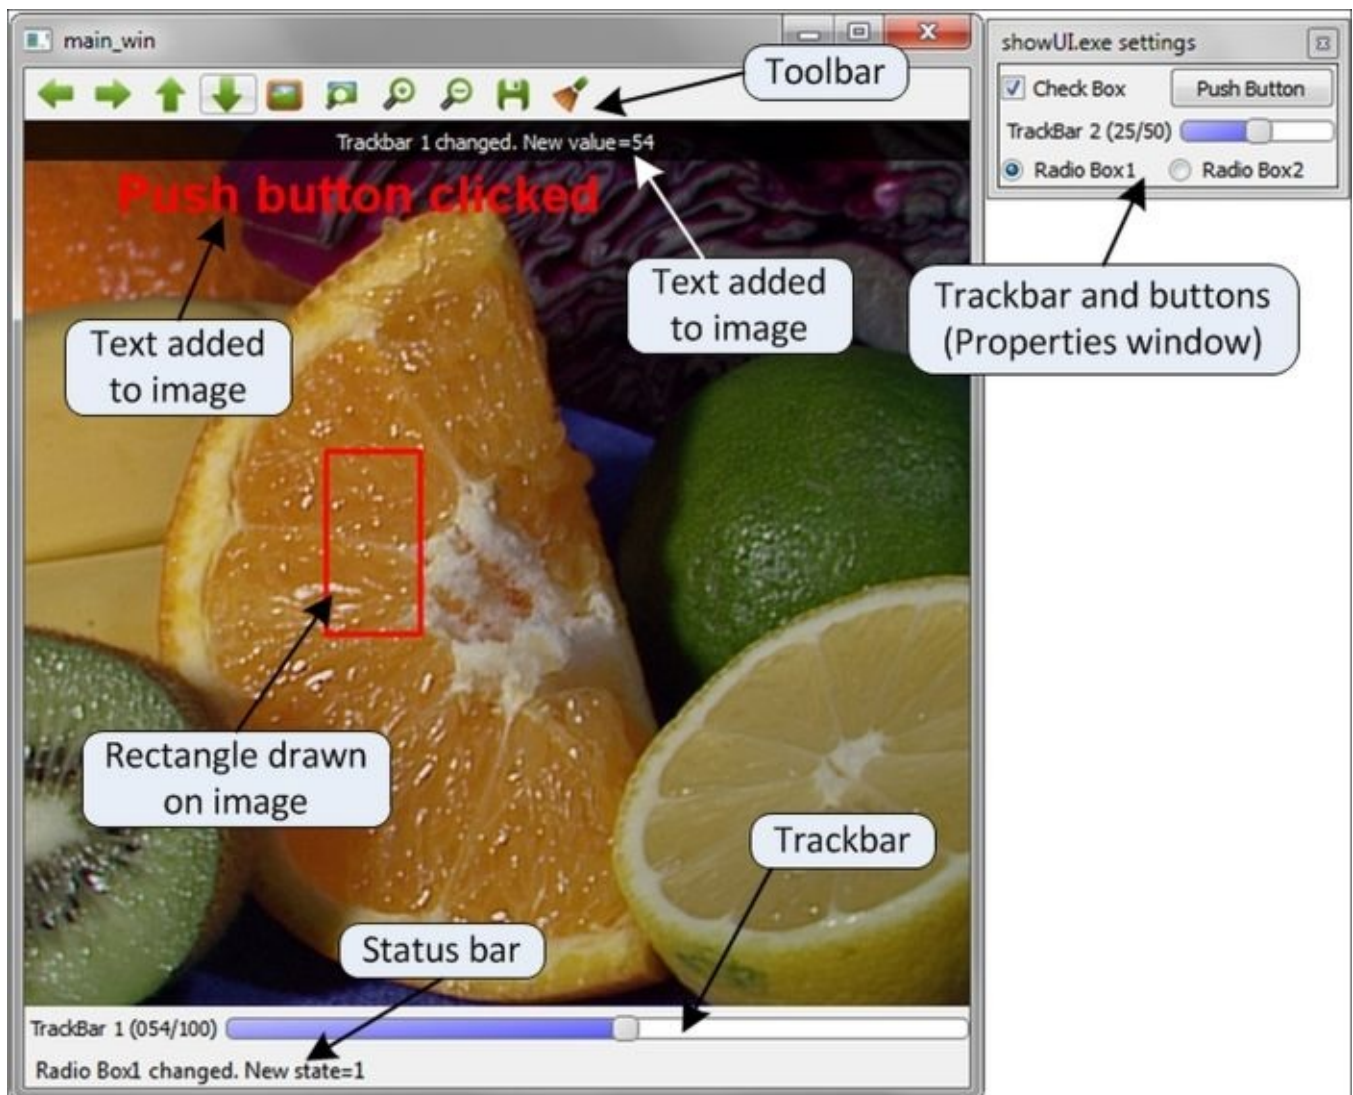 main_win
showUI.exe settings
Toolbar
Check Box
Push Button
TrackBar 2 (25/50)
Radio Box1
Radio Box2
Trackbar 1 changed. New value=54
Push button clicked
Text added
to image
Text added
to image
Trackbar and buttons
(Properties window)
Rectangle drawn
on image
Trackbar
Status bar
TrackBar 1 (054/100)
Radio Box1 changed. New state=1